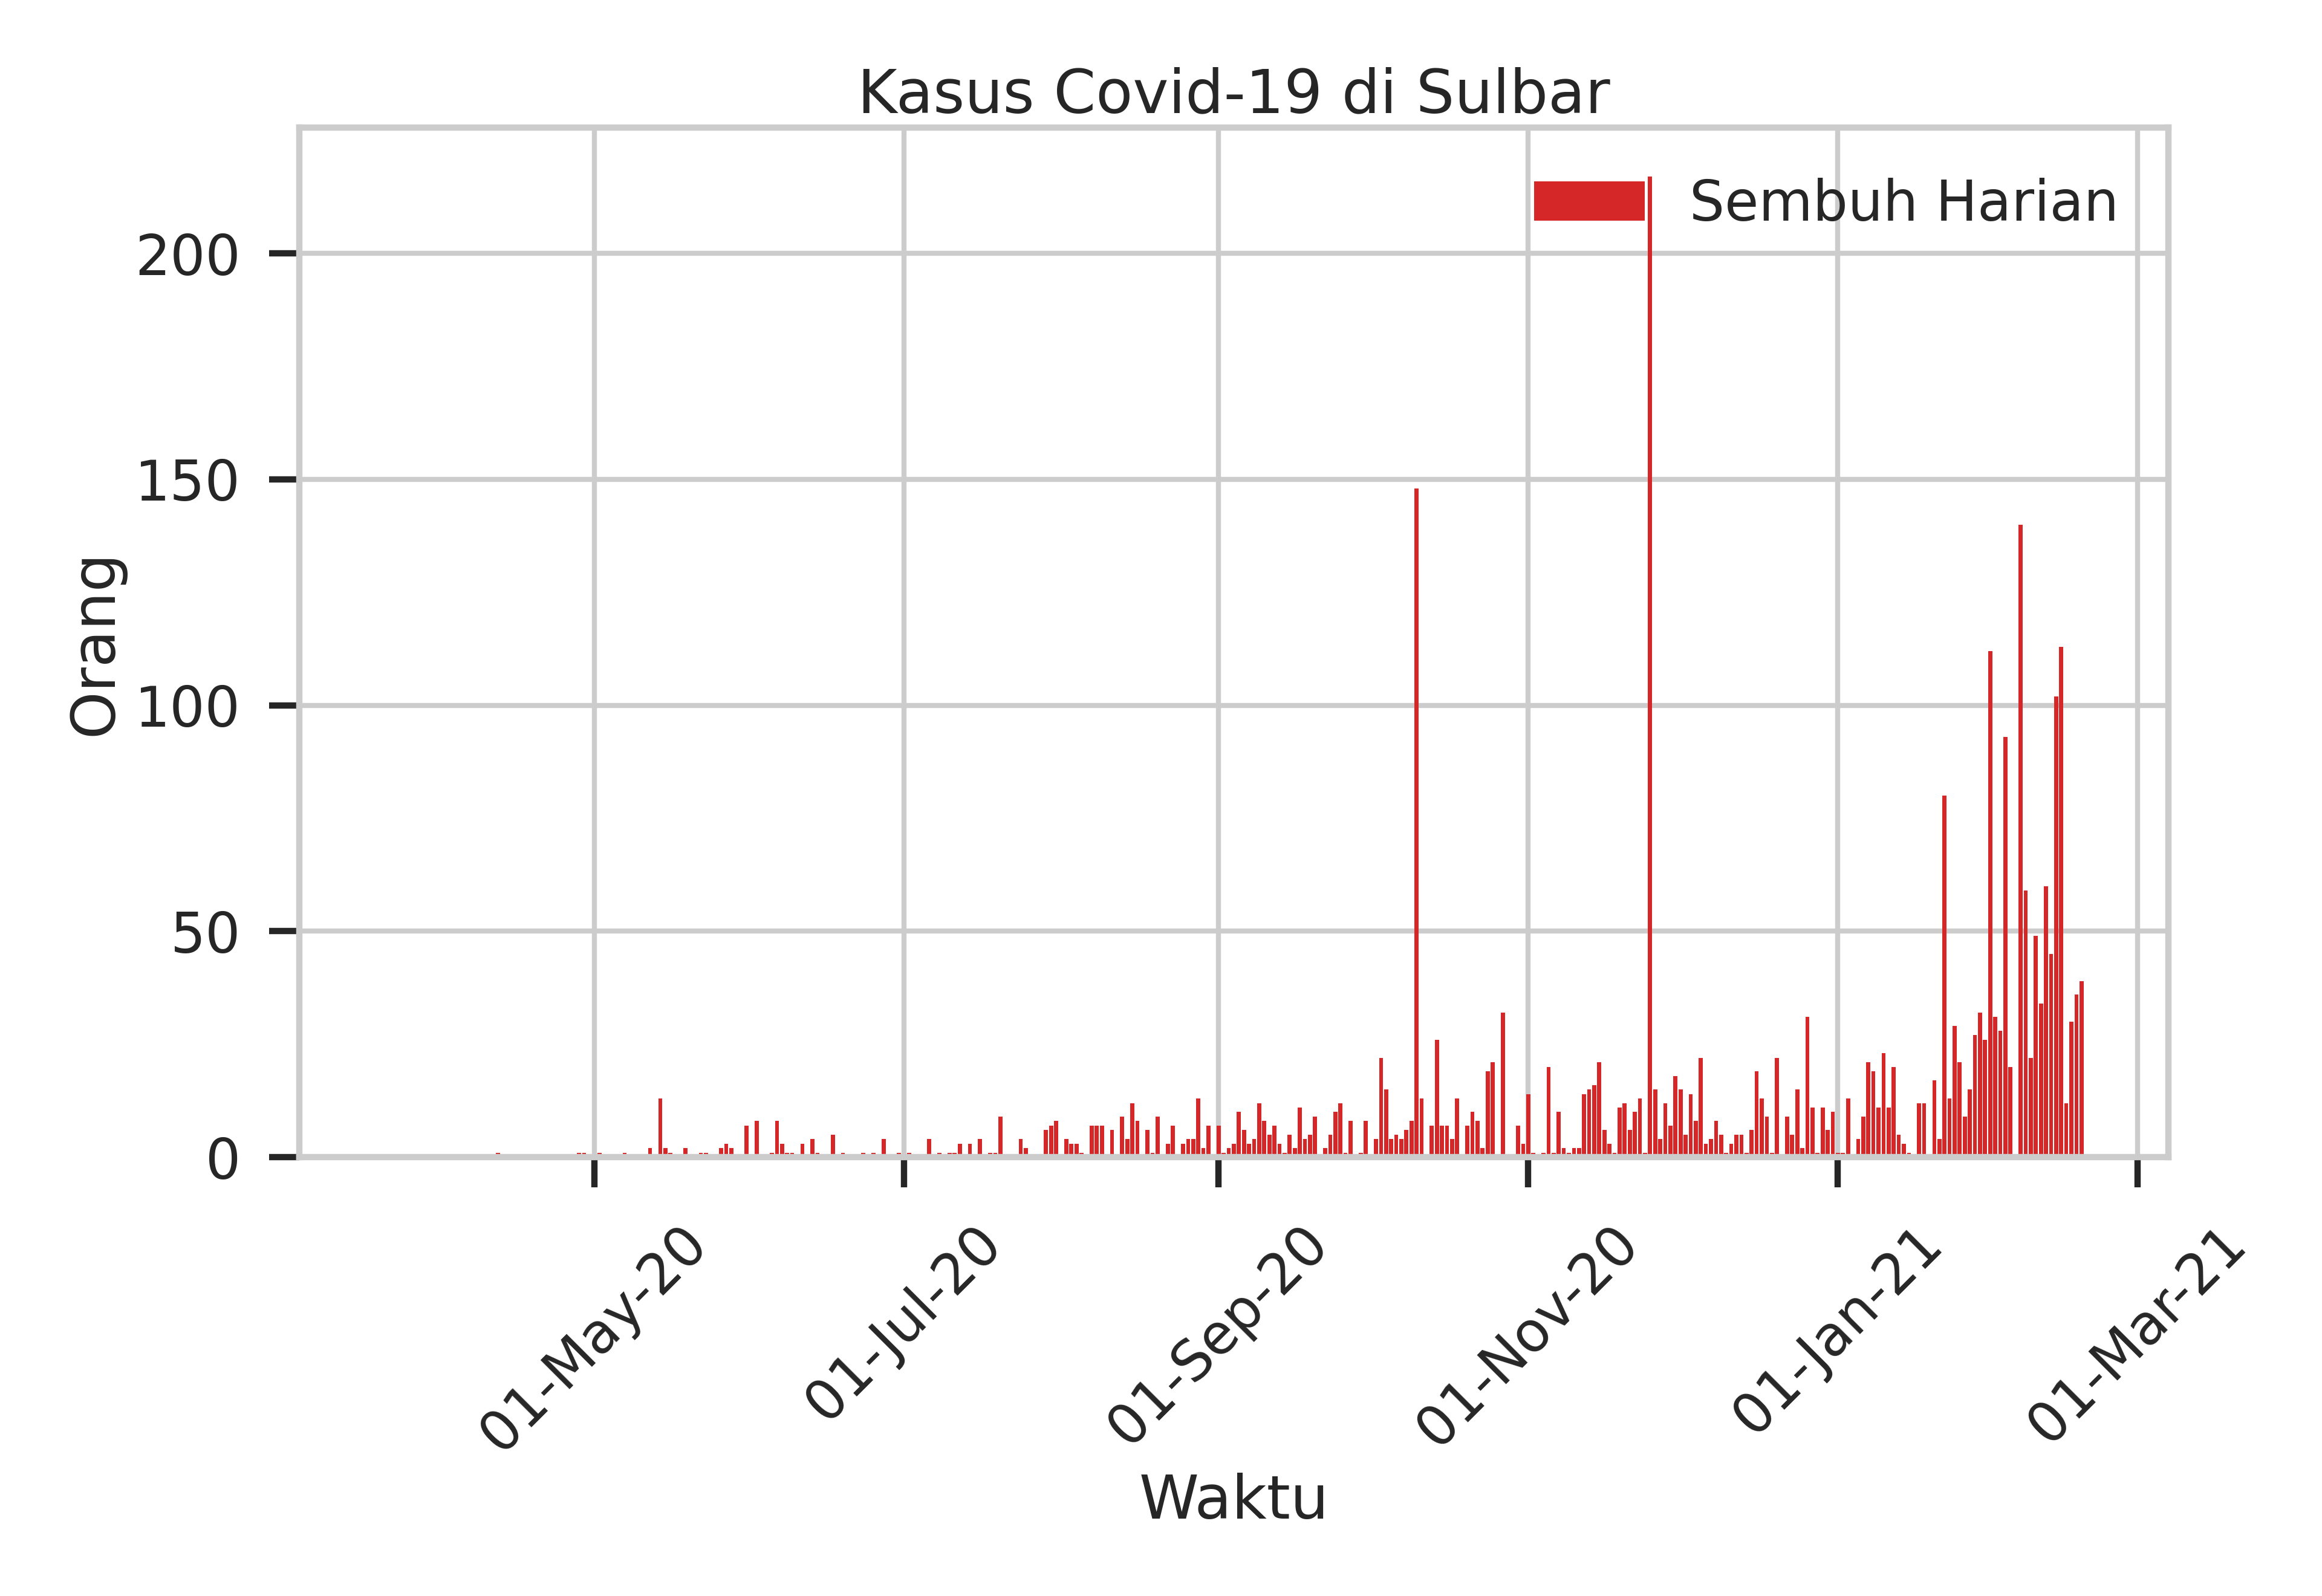 Kasus Covid-19 di Sulbar
Sembuh Harian
Orang
200
150
100
50
0
01-May-20
01-Jul-20
01-Sep-20
01-Nov-20
01-Jan-21
01-Mar-21
Waktu